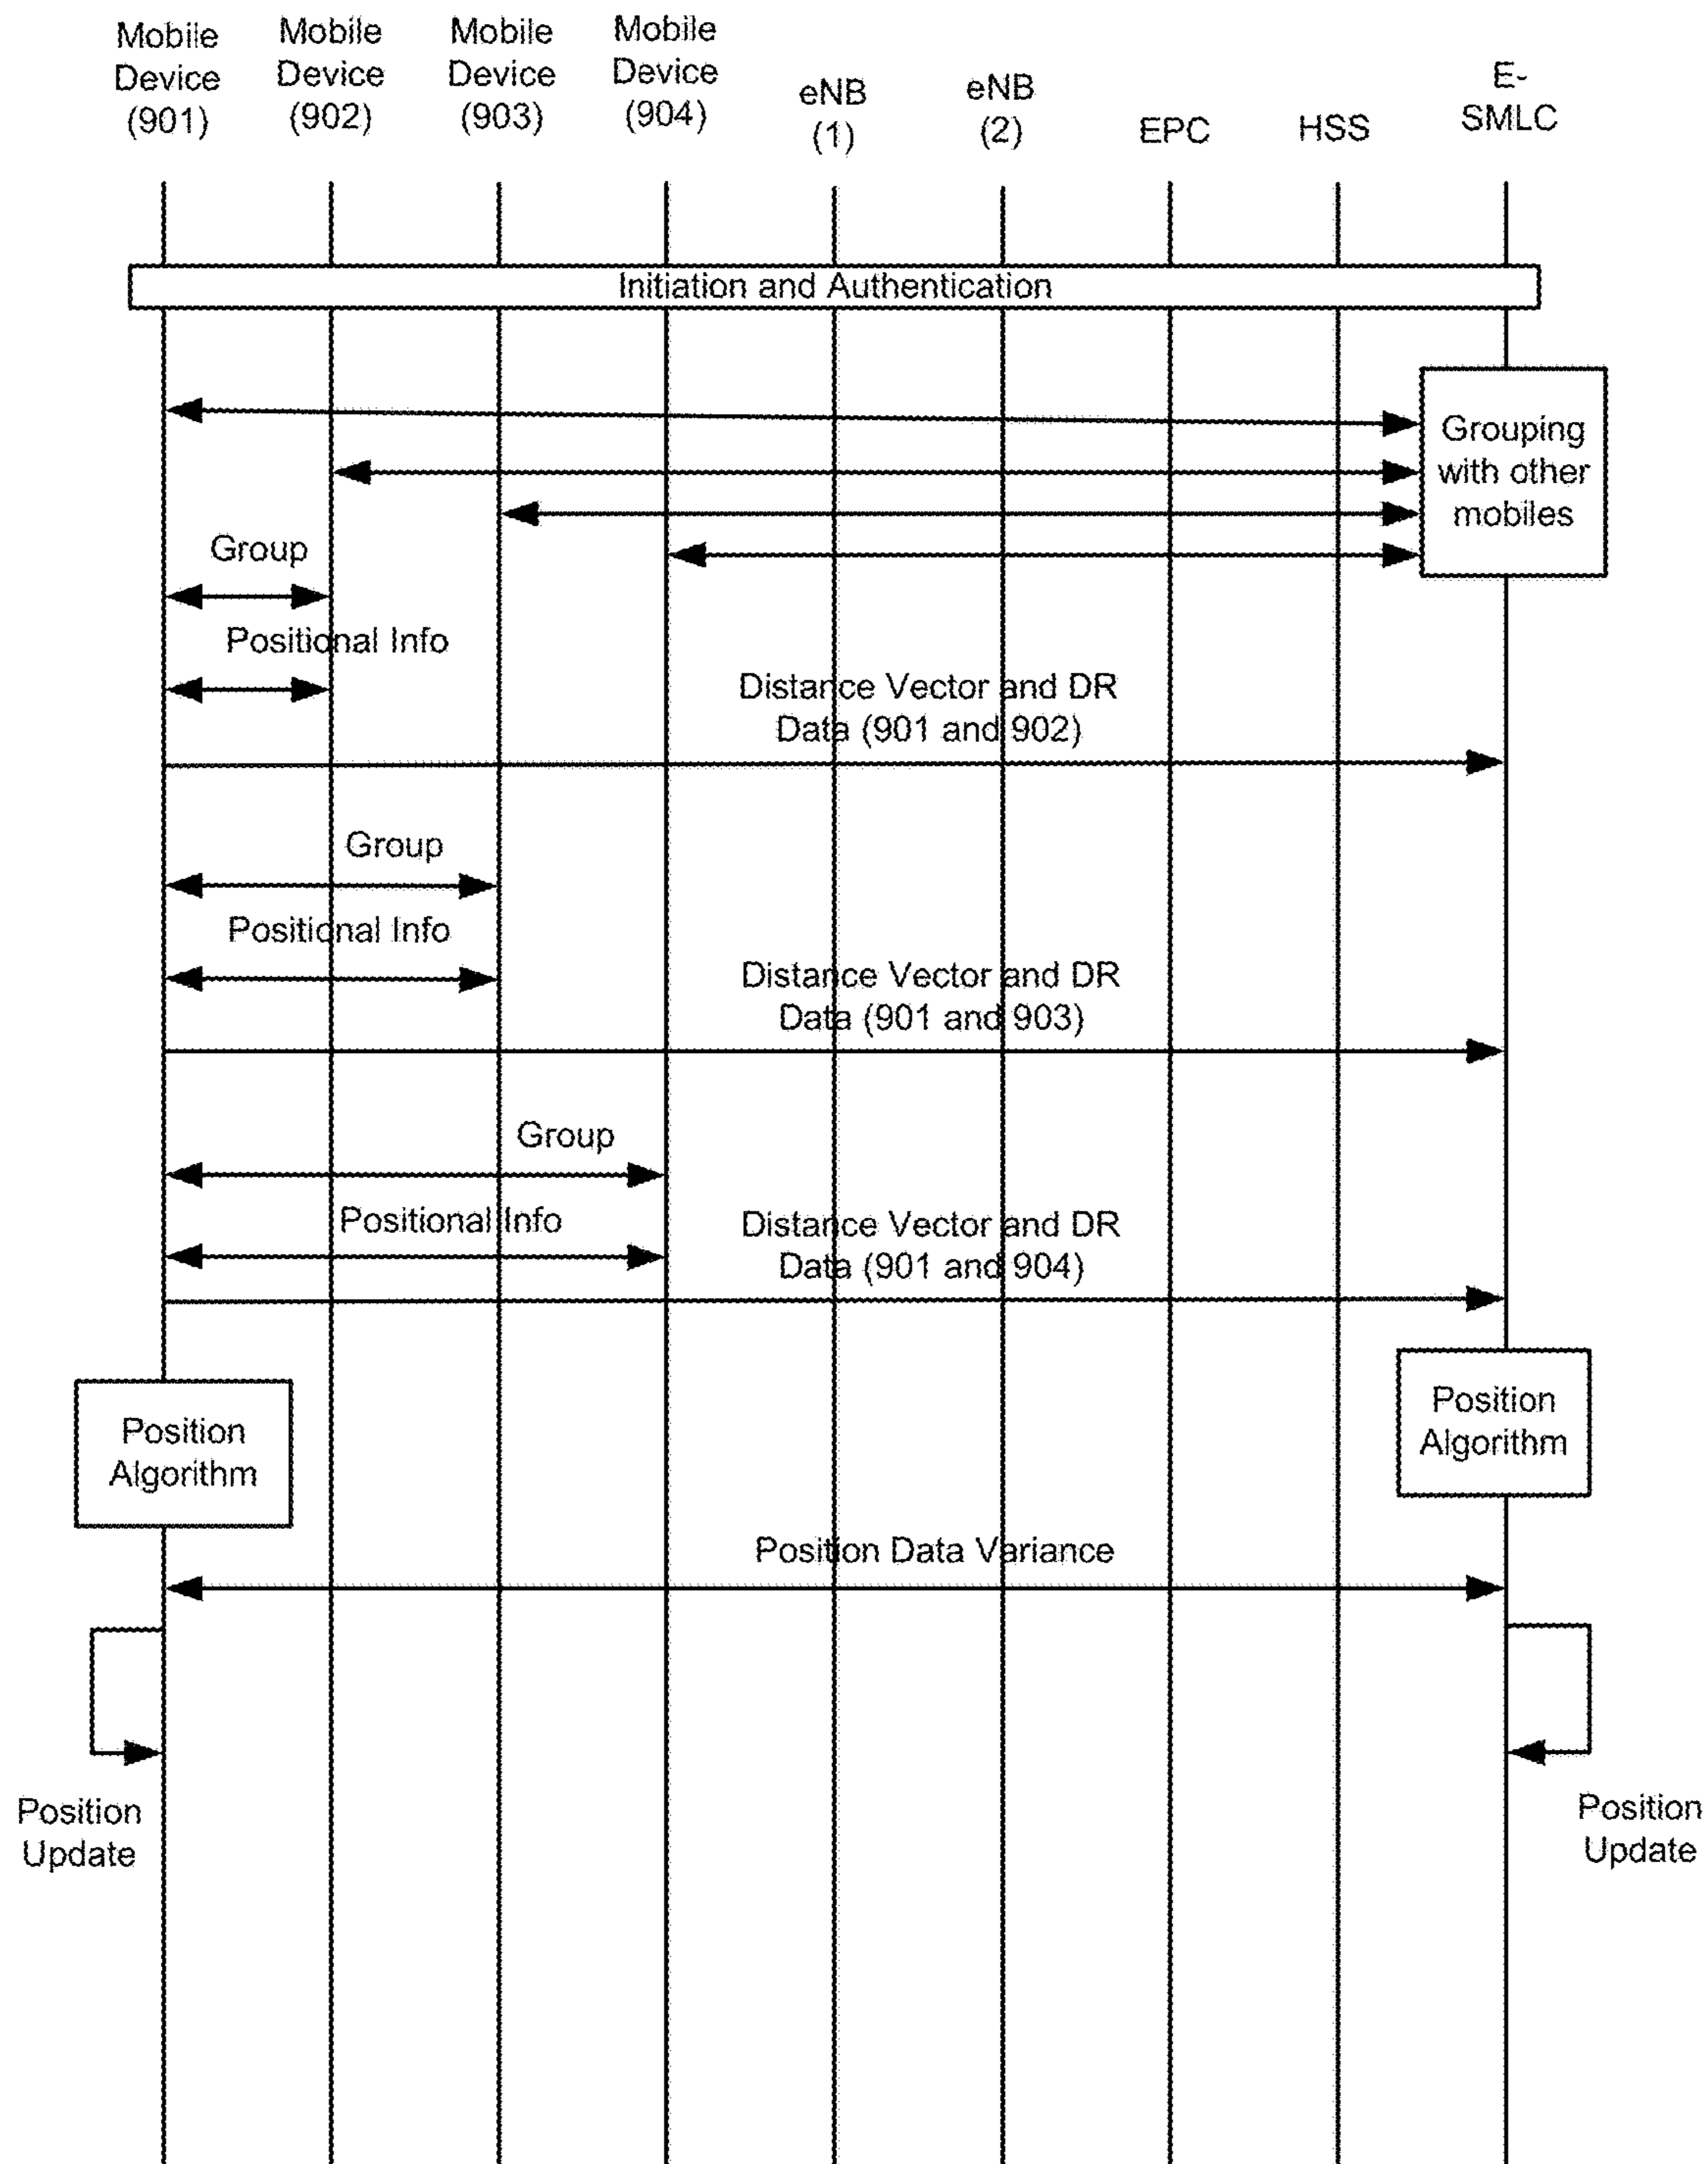 Mobile
Device
(901)
Mobile
Device
(902)
Mobile
Device
(903)
Mobile
Device
(904)
eNB
(1)
eNB
(2)
EPC
HSS
E-
SMLC
Initiation and Authentication
Grouping
with other
mobiles
Group
Positional Info
Distance Vector and DR
Data (901 and 902)
Group
Positional Info
Distance Vector and DR
Data (901 and 903)
Group
Positional Info
Distance Vector and DR
Data (901 and 904)
Position
Algorithm
Position
Algorithm
Position Data Variance
Position
Update
Position
Update